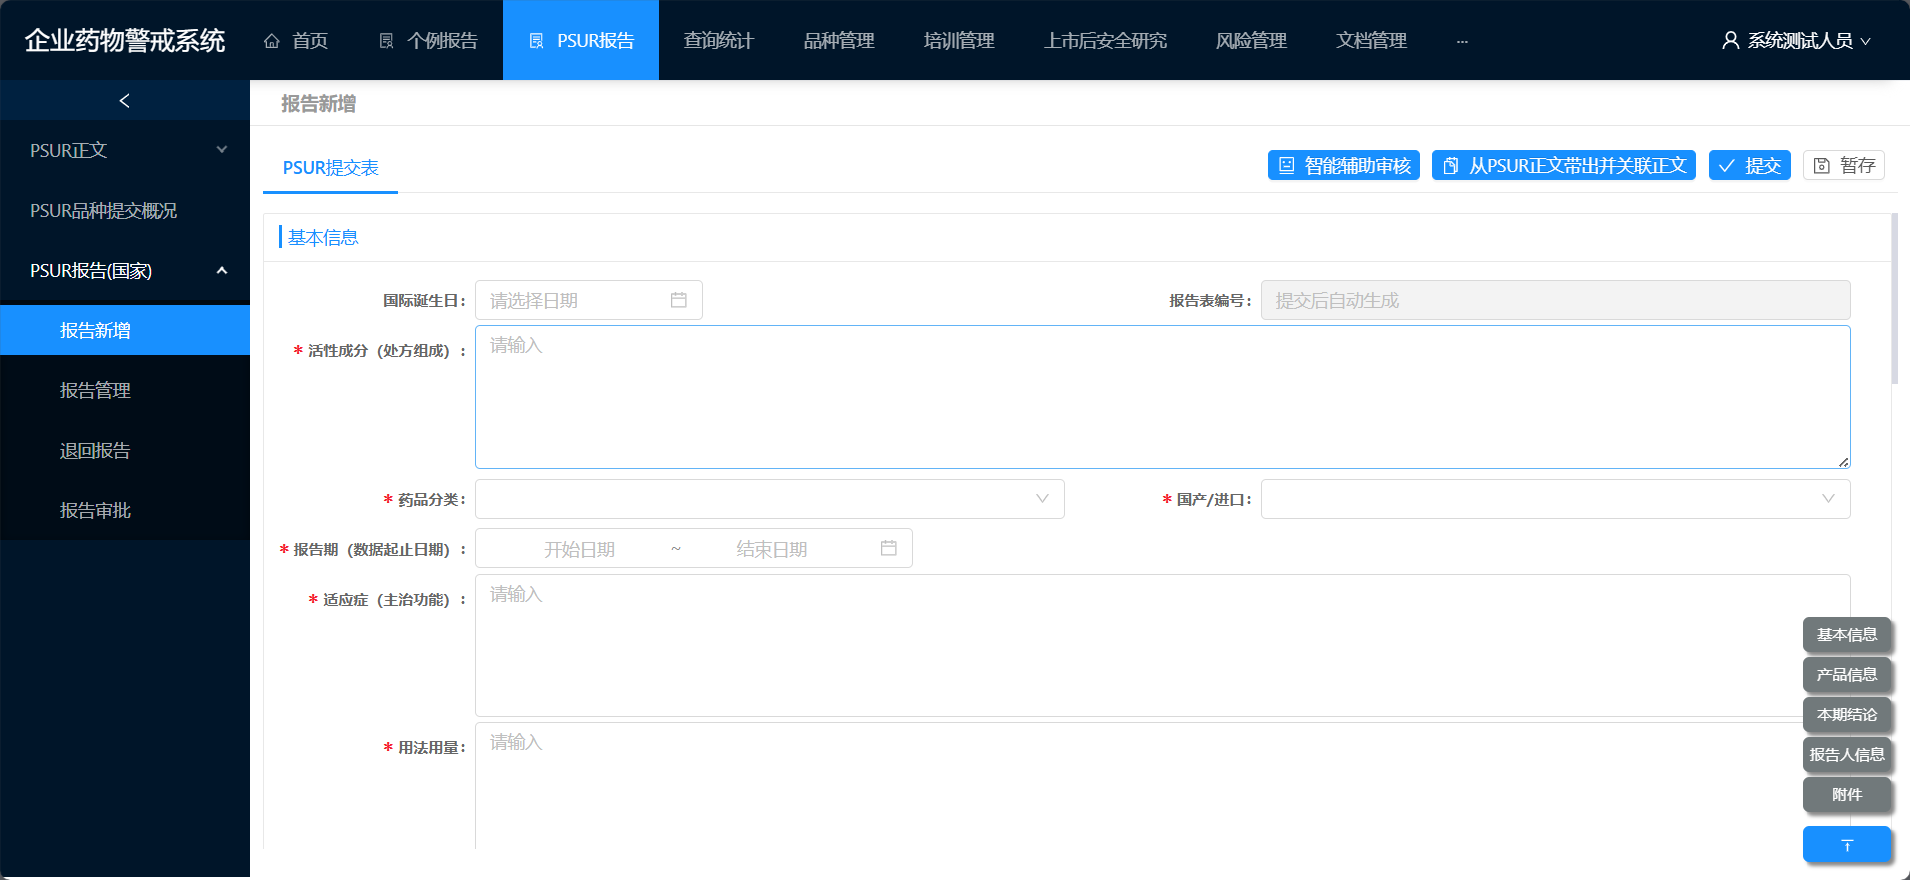 企业药物警戒系统
首页
个例报告
PSUR报告
查询统计
品种管理
培训管理
上市后安全研究
风险管理
文档管理
...
系统测试人员
PSUR正文
PSUR品种提交概况
PSUR报告(国家)
报告新增
报告管理
退回报告
报告审批
报告新增
PSUR提交表
智能辅助审核
从PSUR正文带出并关联正文
提交
暂存
基本信息
国际诞生日:
请选择日期
报告表编号:
提交后自动生成
* 活性成分（处方组成）:
请输入
* 药品分类:
* 国产/进口:
* 报告期（数据起止日期）:
开始日期 ~ 结束日期
* 适应症（主治功能）:
请输入
* 用法用量:
请输入
基本信息
产品信息
本期结论
报告人信息
附件